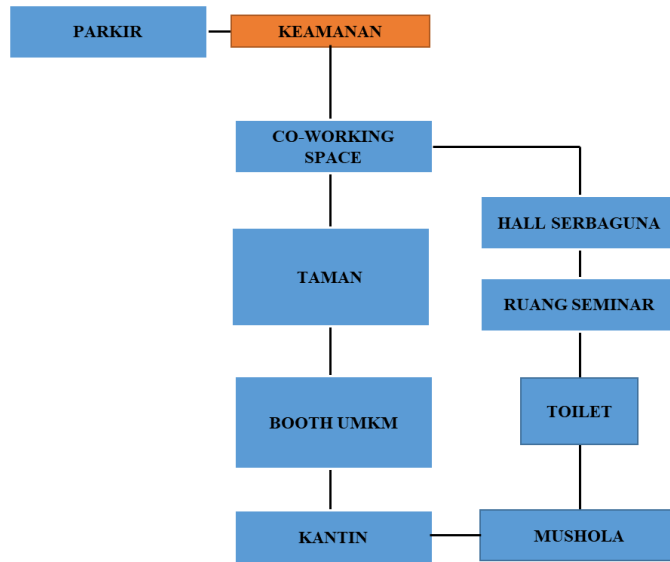 PARKIR
KEAMANAN
CO-WORKING
SPACE
HALL SERBAGUNA
TAMAN
RUANG SEMINAR
BOOTH UMKM
TOILET
KANTIN
MUSHOLA